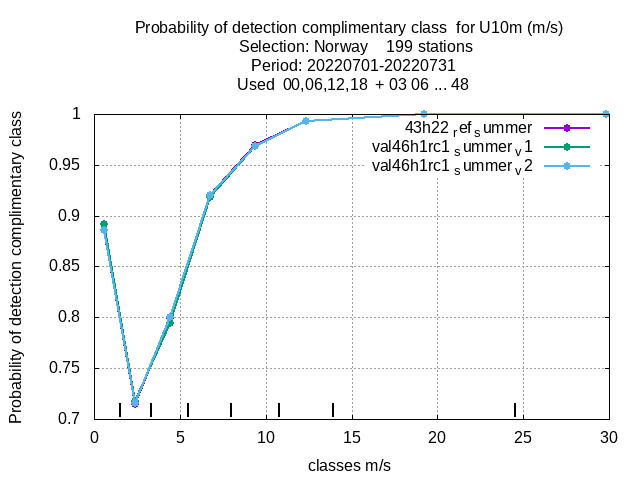 Probability of detection complimentary class for U10m (m/s)
Selection: Norway 199 stations
Period: 20220701-20220731
Used 00,06,12,18 + 03 06 ... 48
Probability of detection complimentary class
1
0.95
0.9
0.85
0.8
0.75
0.7
43h22 ref summer
val46h1rc1 summer v1
val46h1rc1 summer v2
0 5 10 15 20 25 30
classes m/s